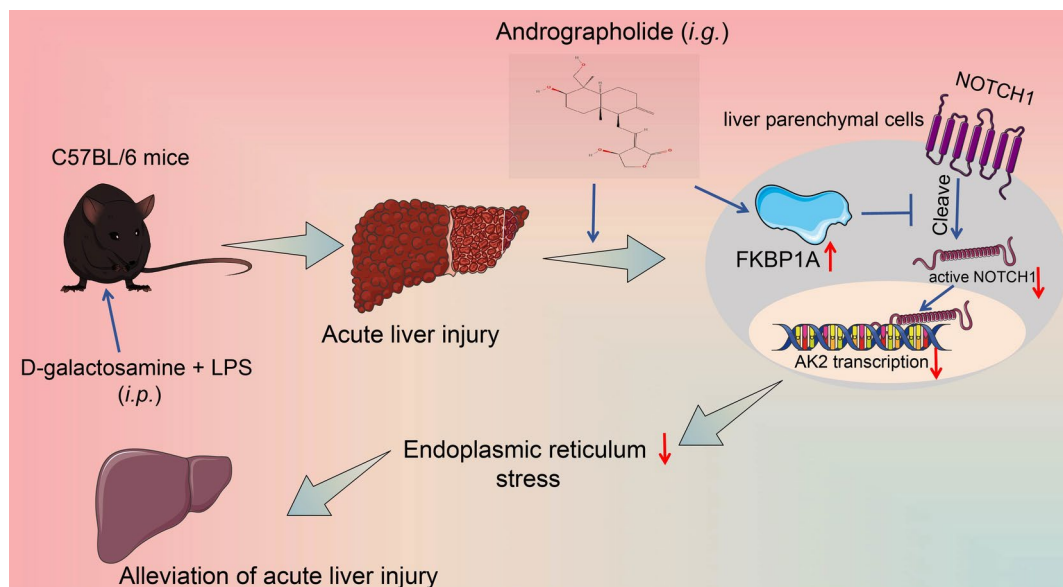 Andrographolide (i.g.)
NOTCH1
liver parenchymal cells
C57BL/6 mice
Cleave
FKBP1A
active NOTCH1
Acute liver injury
AK2 transcription
D-galactosamine + LPS
(i.p.)
Endoplasmic reticulum
stress
Alleviation of acute liver injury